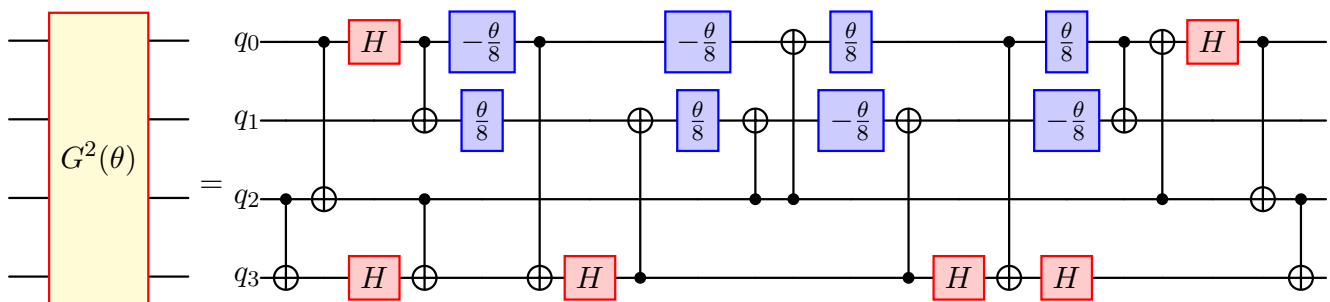 q₀ H −θ/8 −θ/8 θ/8 θ/8 H
q₁ θ/8 θ/8 −θ/8 −θ/8
G²(θ) = q₂
q₃ H H H H